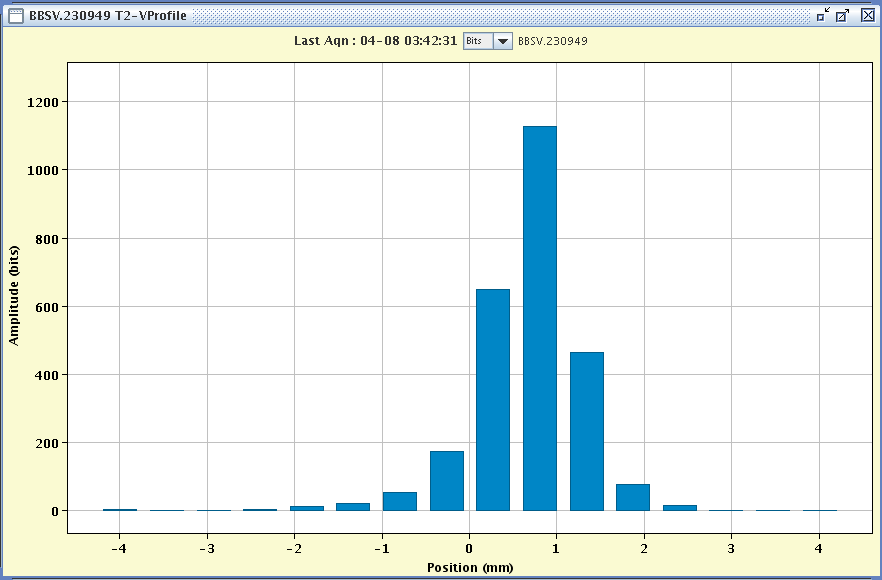 BBSV.230949 T2-VProfile
Last Aqn : 04-08 03:42:31 Bits BBSV.230949
1200
1000
800
600
400
200
0
Amplitude (bits)
-4 -3 -2 -1 0 1 2 3 4
Position (mm)